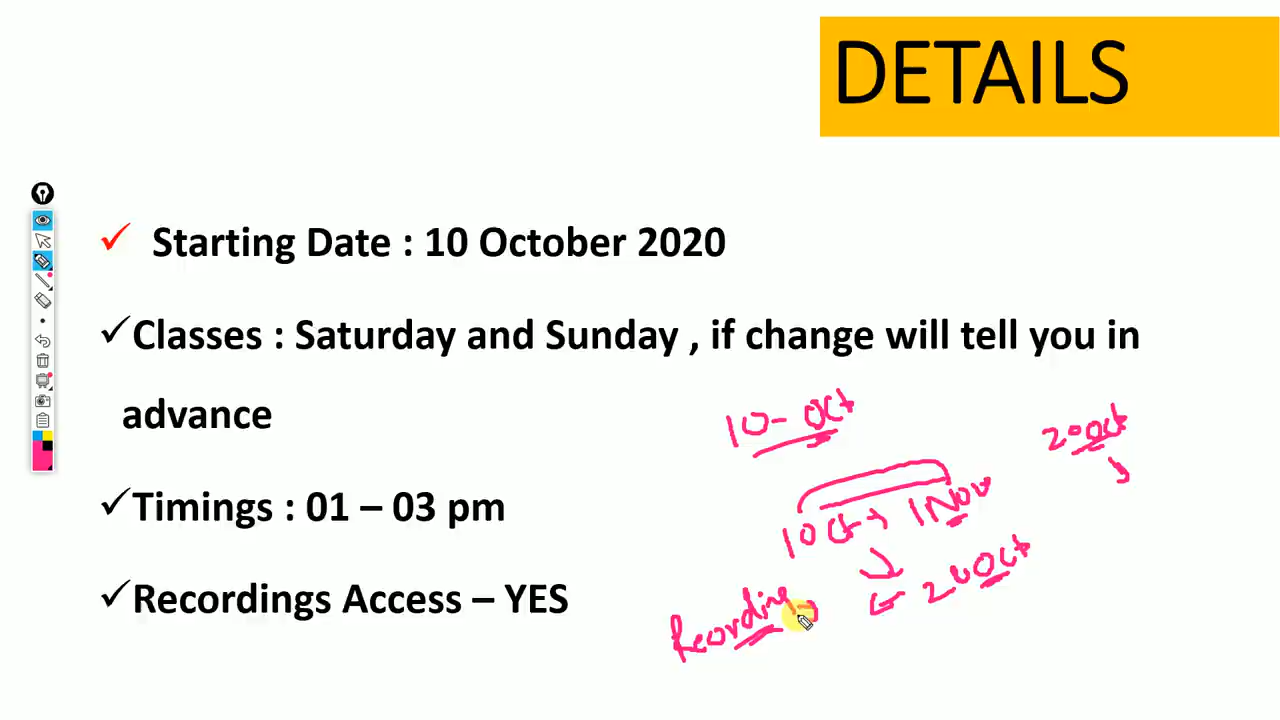 DETAILS
Starting Date : 10 October 2020
Classes : Saturday and Sunday , if change will tell you in
advance
10- Oct
20 Oct
Timings : 01 – 03 pm
10 Oct → 1 Nov
20 Oct
Recordings Access – YES
Recording